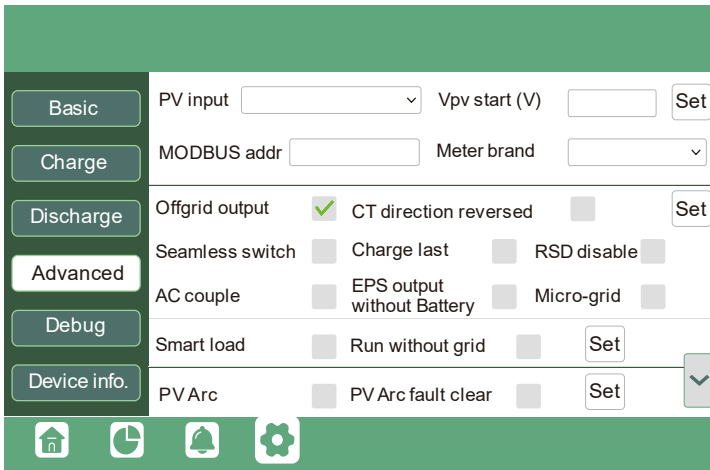 Basic
Charge
Discharge
Advanced
Debug
Device info.
PV input
Vpv start (V)
Set
MODBUS addr
Meter brand
Offgrid output
CT direction reversed
Set
Seamless switch
Charge last
RSD disable
AC couple
EPS output
without Battery
Micro-grid
Smart load
Run without grid
Set
PV Arc
PV Arc fault clear
Set